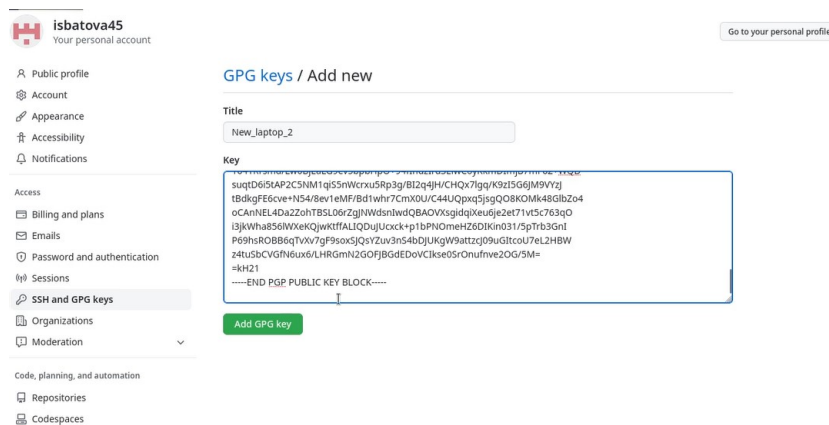 isbatova45
Your personal account
Go to your personal profile
Public profile
Account
Appearance
Accessibility
Notifications
Access
Billing and plans
Emails
Password and authentication
Sessions
SSH and GPG keys
Organizations
Moderation
Code, planning, and automation
Repositories
Codespaces
GPG keys / Add new
Title
New_laptop_2
Key
suqtD6i5tAP2C5NM1qiS5nWcrxu5Rp3g/BI2q4JH/CHQx7lgq/K9zI5G6JM9VYzJ
tBdkgFE6cve+N54/8ev1eMF/Bd1whr7CmX0U/C44UQpxq5jsgQO8KOMk48GlbZo4
oCAnNEL4Da2ZohTBSL06rZgJNWdsnIwdQBAOVXsgidqiXeu6je2et71vt5c763qO
i3jkWha856lWXeKQjwKtffALIQDuJUcxck+p1bPNOmeHZ6DIKin031/5pTrb3GnI
P69hsROBB6qTvXv7gF9soxSJQsYZuv3nS4bDJUKgW9attzcJ09uGItcoU7eL2HBW
z4tuSbCVGfN6ux6/LHRGmN2GOFJBGdEDoVCIkse0SrOnufnve2OG/5M=
=kH21
-----END PGP PUBLIC KEY BLOCK-----
Add GPG key